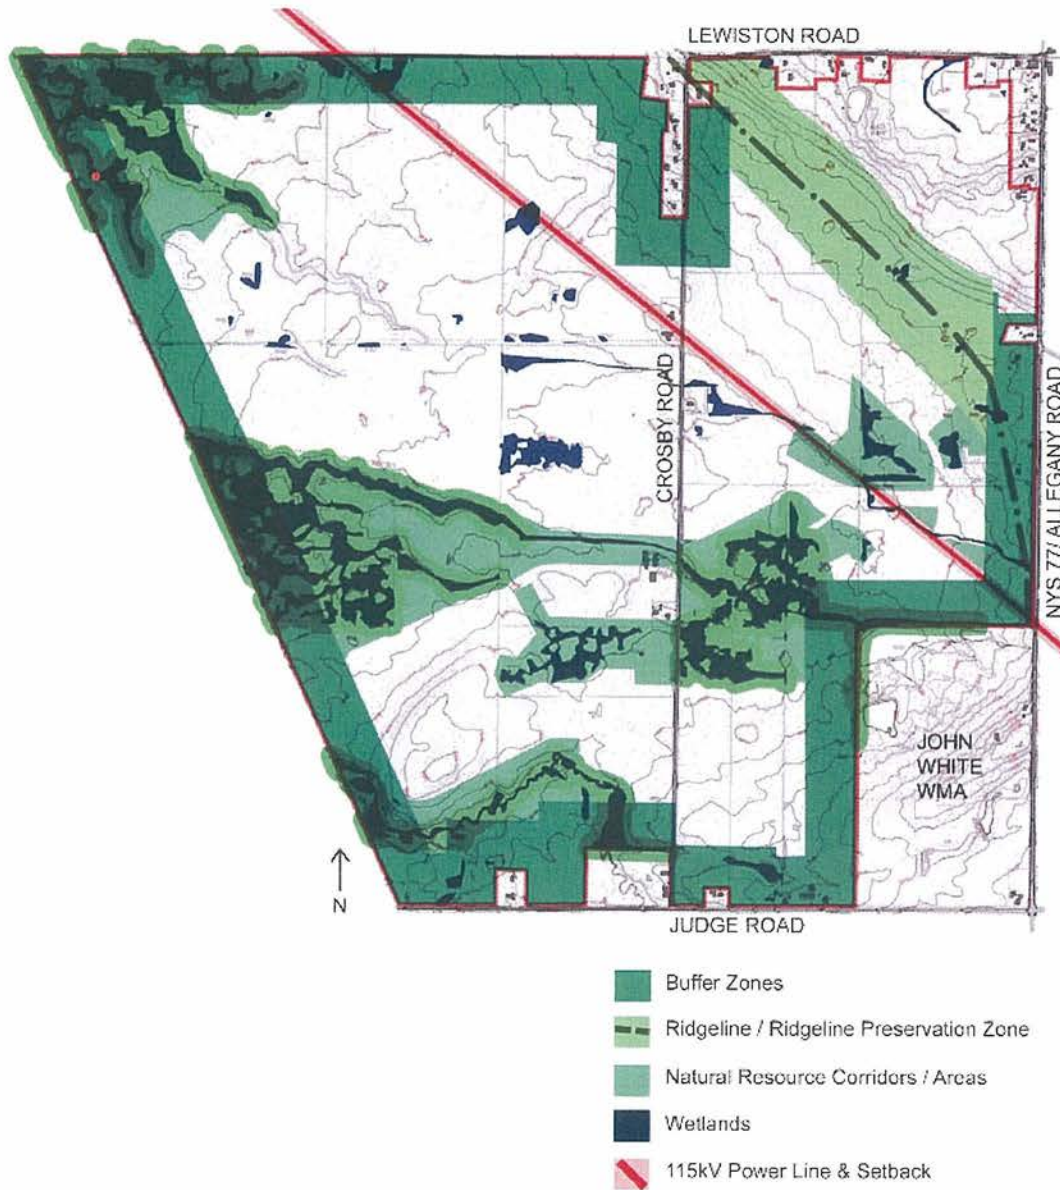 LEWISTON ROAD
CROSBY ROAD
NYS 77/ ALLEGANY ROAD
JOHN
WHITE
WMA
N
JUDGE ROAD
Buffer Zones
Ridgeline / Ridgeline Preservation Zone
Natural Resource Corridors / Areas
Wetlands
115kV Power Line & Setback